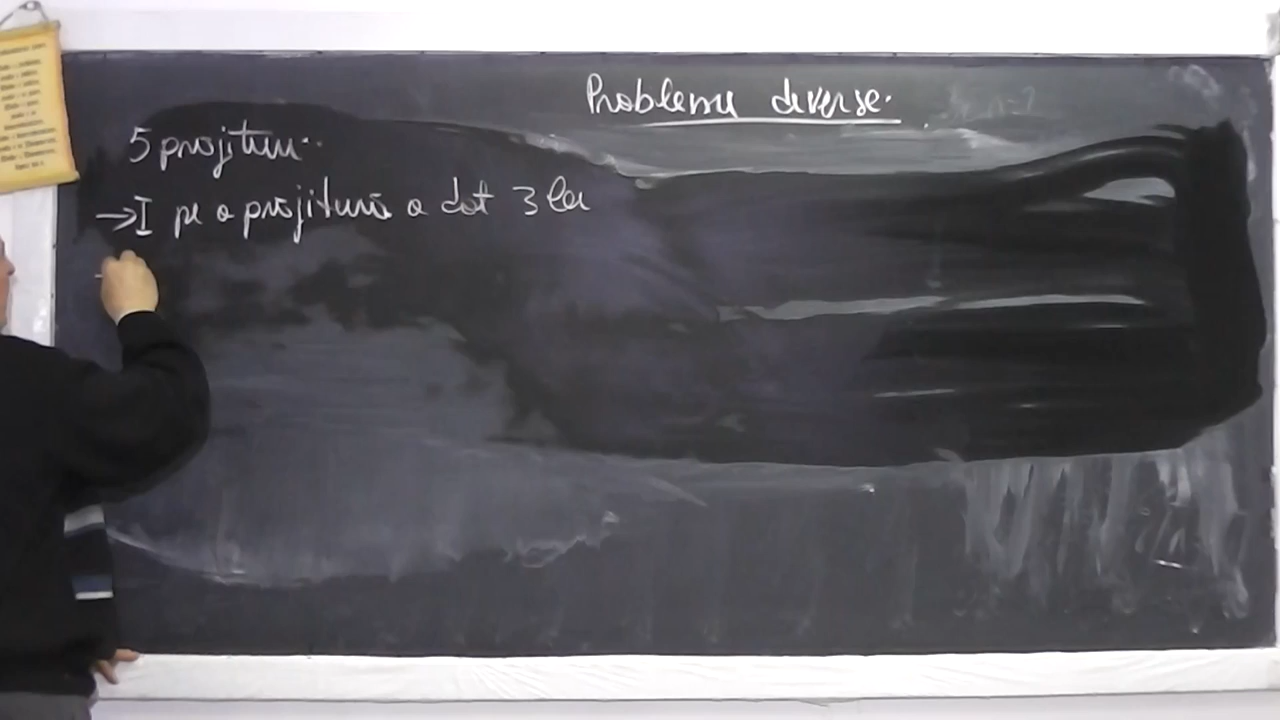 Probleme diverse.
5 prăjituri..
→I pe o prăjitură a dat 3 lei